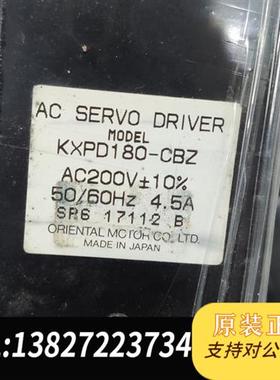 AC SERVO DRIVER
MODEL
KXPD180-CBZ
AC200V±10%
50/60Hz 4.5A
SR6 17112 B
ORIENTAL MOTOR CO. LTD.
MADE IN JAPAN
:13827223734
原装正
支持对公